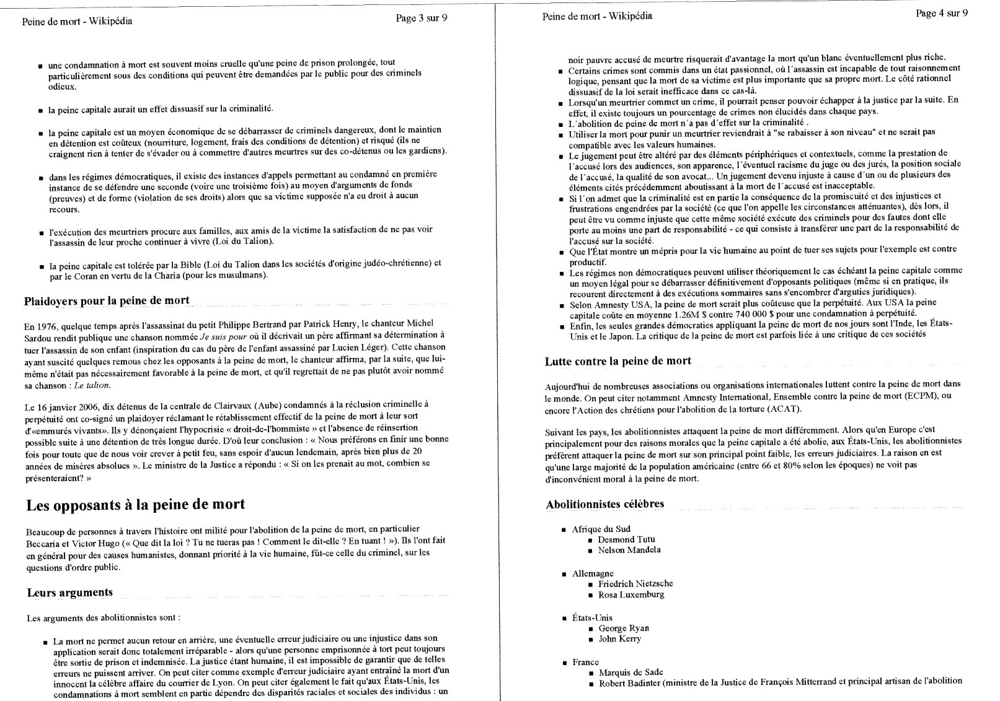 Peine de mort - Wikipédia
Page 3 sur 9
une condamnation à mort est souvent moins cruelle qu'une peine de prison prolongée, tout
particulièrement sous des conditions qui peuvent être demandées par le public pour des criminels
odieux.
la peine capitale aurait un effet dissuasif sur la criminalité.
la peine capitale est un moyen économique de se débarrasser de criminels dangereux, dont le maintien
en détention est coûteux (nourriture, logement, frais des conditions de détention) et risqué (ils ne
craignent rien à tenter de s'évader ou à commettre d'autres meurtres sur des co-détenus ou les gardiens).
dans les régimes démocratiques, il existe des instances d'appels permettant au condamné en première
instance de se défendre une seconde (voire une troisième fois) au moyen d'arguments de fonds
(preuves) et de forme (violation de ses droits) alors que sa victime supposée n'a eu droit à aucun
recours.
l'exécution des meurtriers procure aux familles, aux amis de la victime la satisfaction de ne pas voir
l'assassin de leur proche continuer à vivre (Loi du Talion).
la peine capitale est tolérée par la Bible (Loi du Talion dans les sociétés d'origine judéo-chrétienne) et
par le Coran en vertu de la Charia (pour les musulmans).
Plaidoyers pour la peine de mort
En 1976, quelque temps après l'assassinat du petit Philippe Bertrand par Patrick Henry, le chanteur Michel
Sardou rendit publique une chanson nommée Je suis pour où il décrivait un père affirmant sa détermination à
tuer l'assassin de son enfant (inspiration du cas du père de l'enfant assassiné par Lucien Léger). Cette chanson
ayant suscité quelques remous chez les opposants à la peine de mort, le chanteur affirma, par la suite, que lui-
même n'était pas nécessairement favorable à la peine de mort, et qu'il regrettait de ne pas plutôt avoir nommé
sa chanson : Le talion.
Le 16 janvier 2006, dix détenus de la centrale de Clairvaux (Aube) condamnés à la réclusion criminelle à
perpétuité ont co-signé un plaidoyer réclamant le rétablissement effectif de la peine de mort à leur sort
d'«emmurés vivants». Ils y dénonçaient l'hypocrisie « droit-de-l'hommiste » et l'absence de réinsertion
possible suite à une détention de très longue durée. D'où leur conclusion : « Nous préférons en finir une bonne
fois pour toute que de nous voir crever à petit feu, sans espoir d'aucun lendemain, après bien plus de 20
années de misères absolues ». Le ministre de la Justice a répondu : « Si on les prenait au mot, combien se
présenteraient? »
Les opposants à la peine de mort
Beaucoup de personnes à travers l'histoire ont milité pour l'abolition de la peine de mort, en particulier
Beccaria et Victor Hugo (« Que dit la loi ? Tu ne tueras pas ! Comment le dit-elle ? En tuant ! »). Ils l'ont fait
en général pour des causes humanistes, donnant priorité à la vie humaine, fût-ce celle du criminel, sur les
questions d'ordre public.
Leurs arguments
Les arguments des abolitionnistes sont :
La mort ne permet aucun retour en arrière, une éventuelle erreur judiciaire ou une injustice dans son
application serait donc totalement irréparable - alors qu'une personne emprisonnée à tort peut toujours
être sortie de prison et indemnisée. La justice étant humaine, il est impossible de garantir que de telles
erreurs ne puissent arriver. On peut citer comme exemple d'erreur judiciaire ayant entraîné la mort d'un
innocent la célèbre affaire du courrier de Lyon. On peut citer également le fait qu'aux États-Unis, les
condamnations à mort semblent en partie dépendre des disparités raciales et sociales des individus : un
Peine de mort - Wikipédia
Page 4 sur 9
noir pauvre accusé de meurtre risquerait d'avantage la mort qu'un blanc éventuellement plus riche.
Certains crimes sont commis dans un état passionnel, où l´assassin est incapable de tout raisonnement
logique, pensant que la mort de sa victime est plus importante que sa propre mort. Le côté rationnel
dissuasif de la loi serait inefficace dans ce cas-là.
Lorsqu'un meurtrier commet un crime, il pourrait penser pouvoir échapper à la justice par la suite. En
effet, il existe toujours un pourcentage de crimes non élucidés dans chaque pays.
L´abolition de peine de mort n´a pas d´effet sur la criminalité .
Utiliser la mort pour punir un meurtrier reviendrait à "se rabaisser à son niveau" et ne serait pas
compatible avec les valeurs humaines.
Le jugement peut être altéré par des éléments périphériques et contextuels, comme la prestation de
l´accusé lors des audiences, son apparence, l´éventuel racisme du juge ou des jurés, la position sociale
de l´accusé, la qualité de son avocat... Un jugement devenu injuste à cause d´un ou de plusieurs des
éléments cités précédemment aboutissant à la mort de l´accusé est inacceptable.
Si l´on admet que la criminalité est en partie la conséquence de la promiscuité et des injustices et
frustrations engendrées par la société (ce que l'on appelle les circonstances atténuantes), dès lors, il
peut être vu comme injuste que cette même société exécute des criminels pour des fautes dont elle
porte au moins une part de responsabilité - ce qui consiste à transférer une part de la responsabilité de
l'accusé sur la société.
Que l'État montre un mépris pour la vie humaine au point de tuer ses sujets pour l'exemple est contre
productif.
Les régimes non démocratiques peuvent utiliser théoriquement le cas échéant la peine capitale comme
un moyen légal pour se débarrasser définitivement d'opposants politiques (même si en pratique, ils
recourent directement à des exécutions sommaires sans s'encombrer d'arguties juridiques).
Selon Amnesty USA, la peine de mort serait plus coûteuse que la perpétuité. Aux USA la peine
capitale coûte en moyenne 1.26M $ contre 740 000 $ pour une condamnation à perpétuité.
Enfin, les seules grandes démocraties appliquant la peine de mort de nos jours sont l'Inde, les États-
Unis et le Japon. La critique de la peine de mort est parfois liée à une critique de ces sociétés
Lutte contre la peine de mort
Aujourd'hui de nombreuses associations ou organisations internationales luttent contre la peine de mort dans
le monde. On peut citer notamment Amnesty International, Ensemble contre la peine de mort (ECPM), ou
encore l'Action des chrétiens pour l'abolition de la torture (ACAT).
Suivant les pays, les abolitionnistes attaquent la peine de mort différemment. Alors qu'en Europe c'est
principalement pour des raisons morales que la peine capitale a été abolie, aux États-Unis, les abolitionnistes
préfèrent attaquer la peine de mort sur son principal point faible, les erreurs judiciaires. La raison en est
qu'une large majorité de la population américaine (entre 66 et 80% selon les époques) ne voit pas
d'inconvénient moral à la peine de mort.
Abolitionnistes célèbres
Afrique du Sud
Desmond Tutu
Nelson Mandela
Allemagne
Friedrich Nietzsche
Rosa Luxemburg
États-Unis
George Ryan
John Kerry
France
Marquis de Sade
Robert Badinter (ministre de la Justice de François Mitterrand et principal artisan de l'abolition